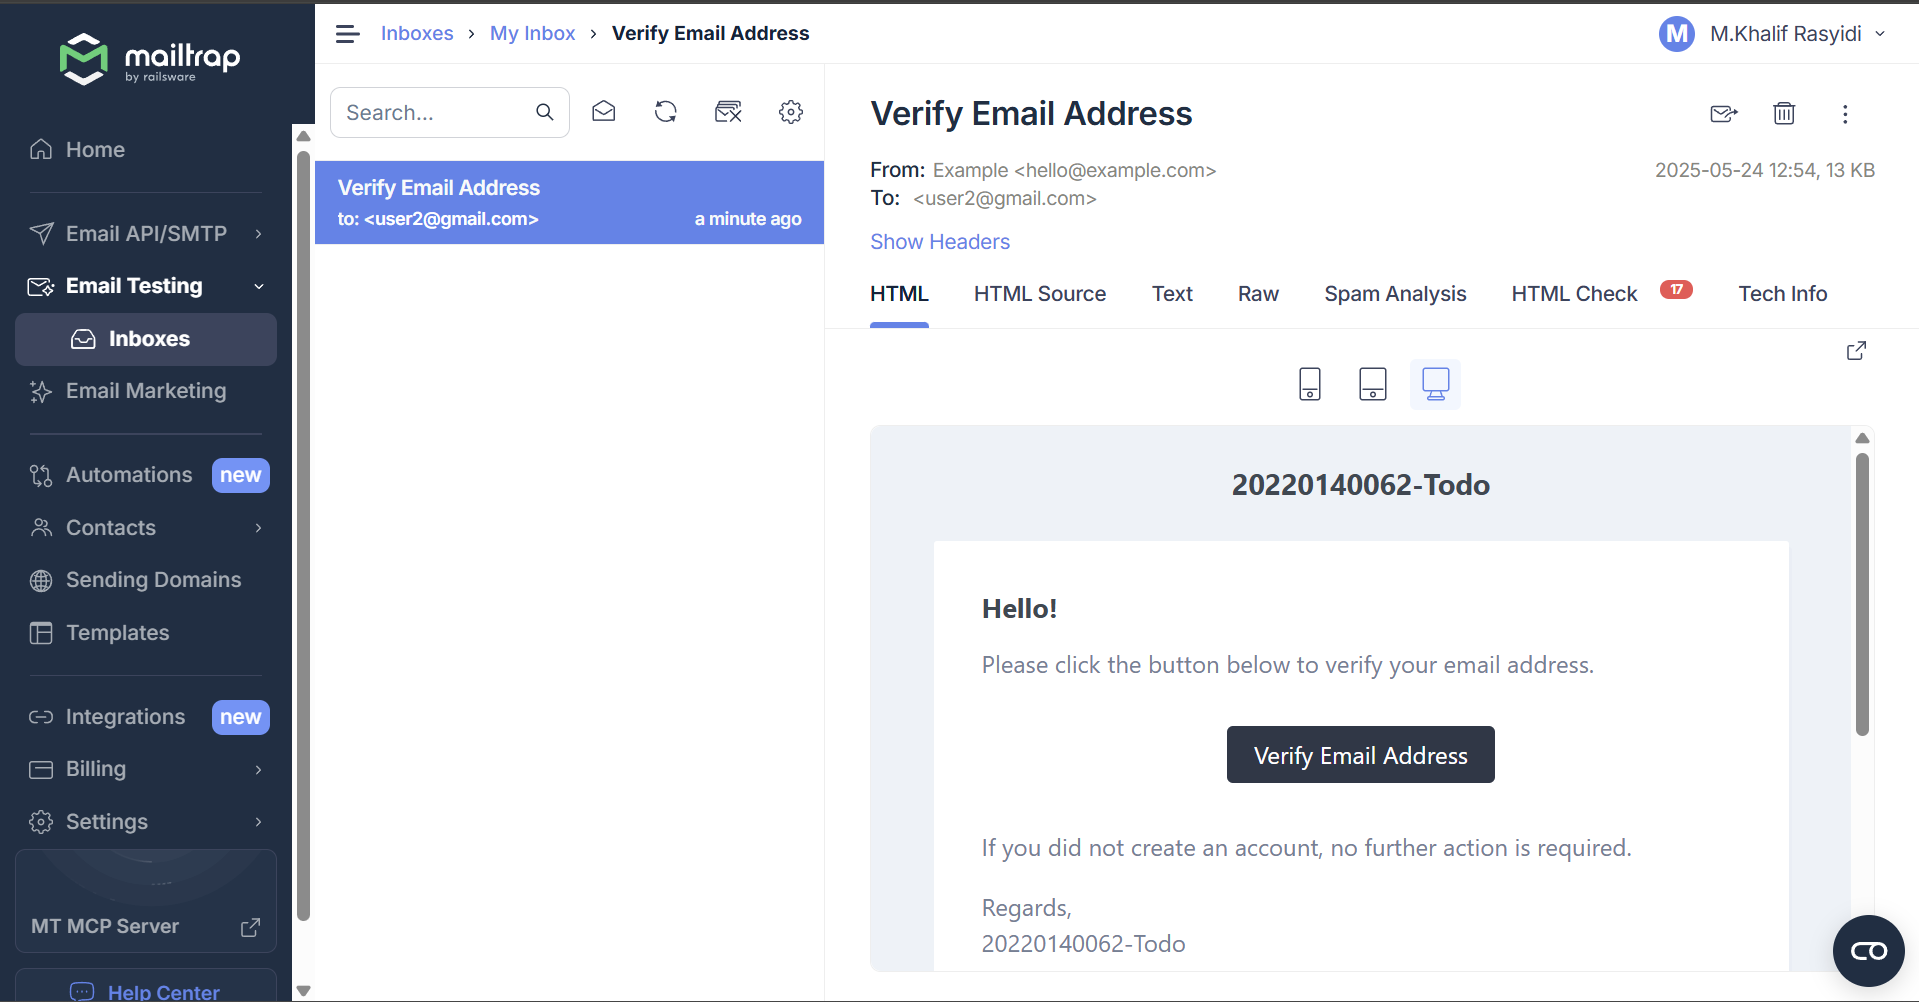 mailtrap
by railsware
Home
Email API/SMTP
Email Testing
Inboxes
Email Marketing
Automations new
Contacts
Sending Domains
Templates
Integrations new
Billing
Settings
MT MCP Server
Help Center
Inboxes › My Inbox › Verify Email Address
M M.Khalif Rasyidi
Search...
Verify Email Address
to: <user2@gmail.com> a minute ago
Verify Email Address
From: Example <hello@example.com> 2025-05-24 12:54, 13 KB
To: <user2@gmail.com>
Show Headers
HTML HTML Source Text Raw Spam Analysis HTML Check 17 Tech Info
20220140062-Todo
Hello!
Please click the button below to verify your email address.
Verify Email Address
If you did not create an account, no further action is required.
Regards,
20220140062-Todo